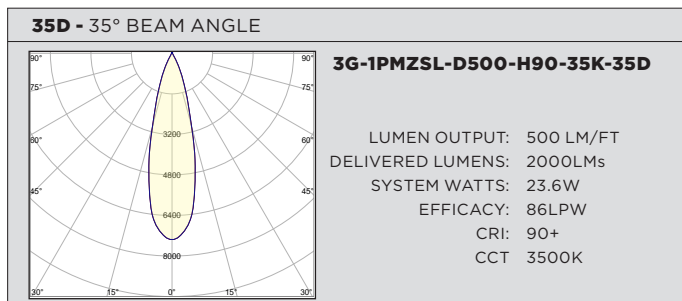 35D - 35° BEAM ANGLE
90° 90°
75° 75°
60° 60°
45° 45°
30° 15° 0° 15° 30°
3200
4800
6400
8000
3G-1PMZSL-D500-H90-35K-35D
LUMEN OUTPUT: 500 LM/FT
DELIVERED LUMENS: 2000LMs
SYSTEM WATTS: 23.6W
EFFICACY: 86LPW
CRI: 90+
CCT 3500K